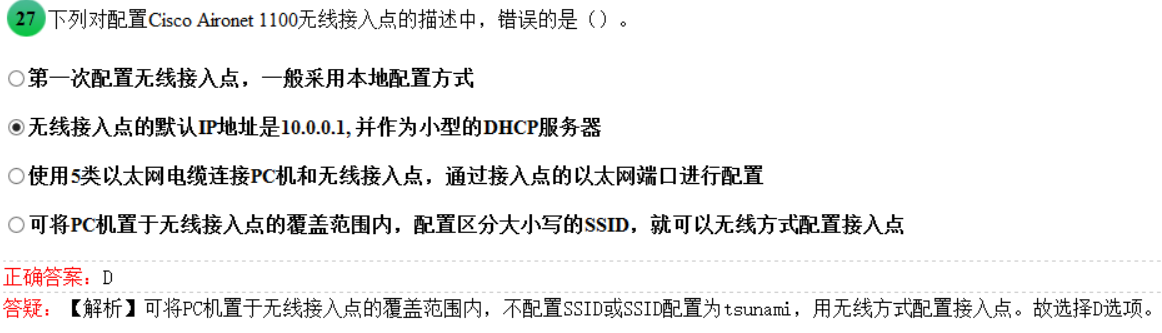 27 下列对配置Cisco Aironet 1100无线接入点的描述中，错误的是（）。
第一次配置无线接入点，一般采用本地配置方式
无线接入点的默认IP地址是10.0.0.1, 并作为小型的DHCP服务器
使用5类以太网电缆连接PC机和无线接入点，通过接入点的以太网端口进行配置
可将PC机置于无线接入点的覆盖范围内，配置区分大小写的SSID，就可以无线方式配置接入点
正确答案：D
答疑：【解析】可将PC机置于无线接入点的覆盖范围内，不配置SSID或SSID配置为tsunami，用无线方式配置接入点。故选择D选项。